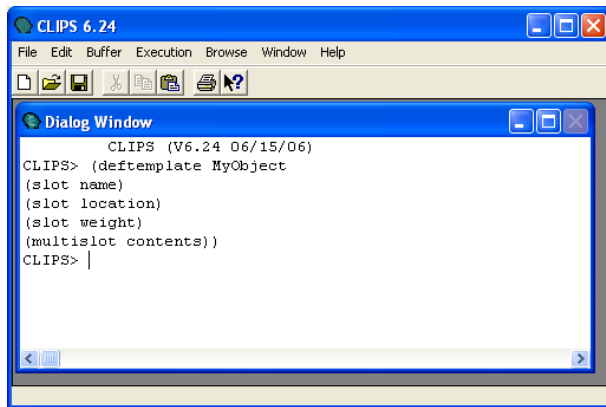 CLIPS 6.24
File Edit Buffer Execution Browse Window Help
Dialog Window
CLIPS (V6.24 06/15/06)
CLIPS> (deftemplate MyObject
(slot name)
(slot location)
(slot weight)
(multislot contents))
CLIPS>